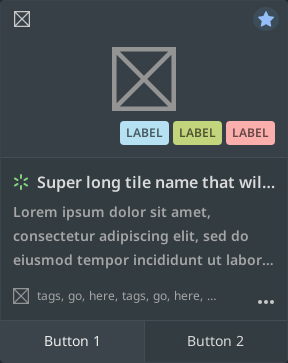 LABEL LABEL LABEL
Super long tile name that wil...
Lorem ipsum dolor sit amet,
consectetur adipiscing elit, sed do
eiusmod tempor incididunt ut labor...
tags, go, here, tags, go, here, ...
Button 1 Button 2